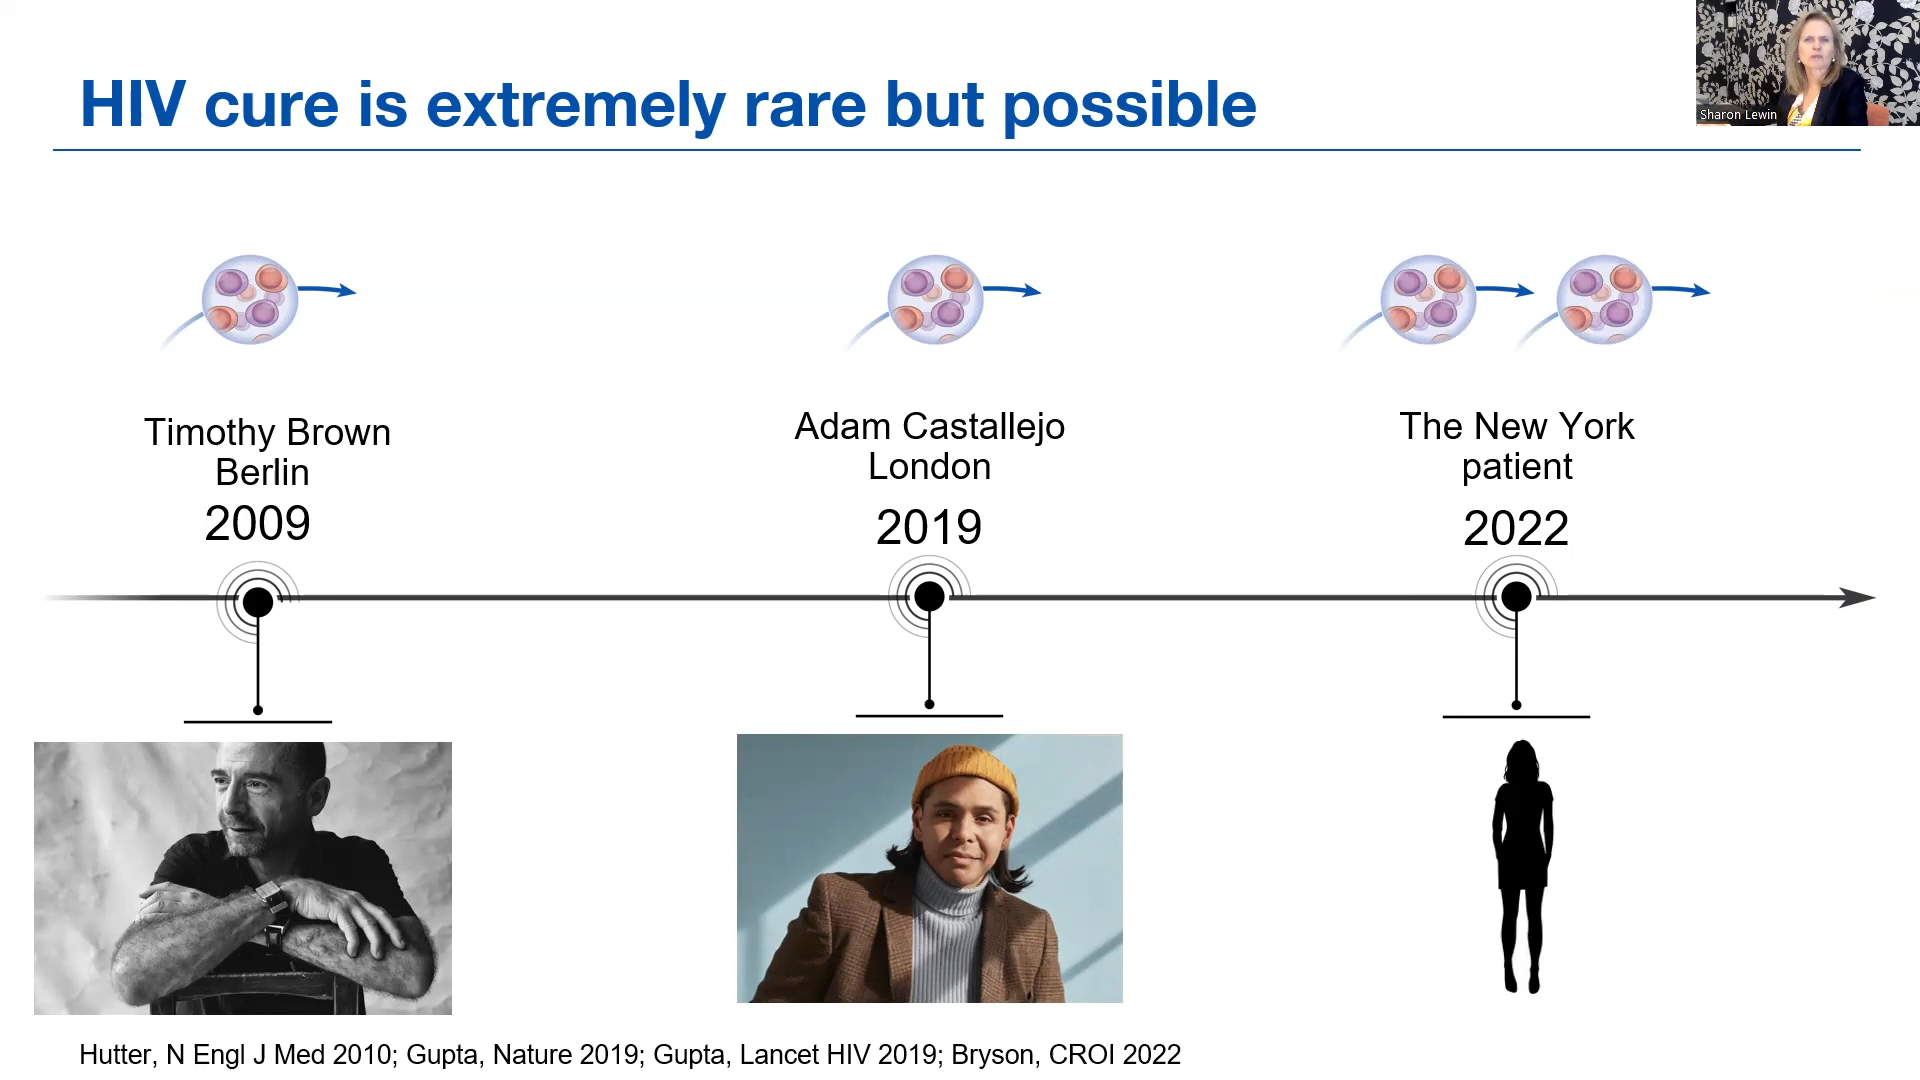 HIV cure is extremely rare but possible
Sharon Lewin
Timothy Brown
Berlin
2009
Adam Castallejo
London
2019
The New York
patient
2022
Hutter, N Engl J Med 2010; Gupta, Nature 2019; Gupta, Lancet HIV 2019; Bryson, CROI 2022